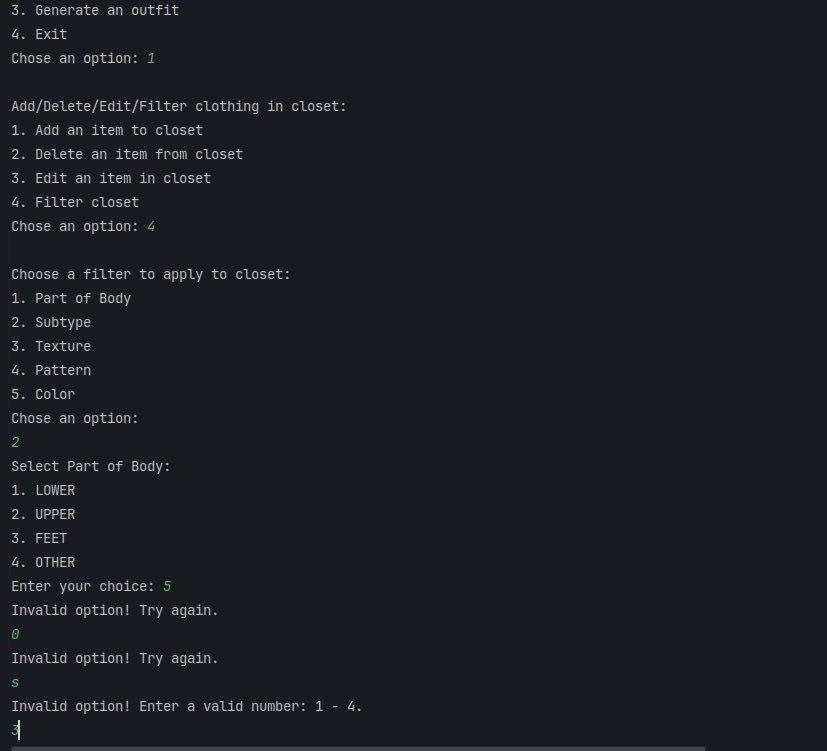 3. Generate an outfit
4. Exit
Chose an option: 1
Add/Delete/Edit/Filter clothing in closet:
1. Add an item to closet
2. Delete an item from closet
3. Edit an item in closet
4. Filter closet
Chose an option: 4
Choose a filter to apply to closet:
1. Part of Body
2. Subtype
3. Texture
4. Pattern
5. Color
Chose an option:
2
Select Part of Body:
1. LOWER
2. UPPER
3. FEET
4. OTHER
Enter your choice: 5
Invalid option! Try again.
0
Invalid option! Try again.
s
Invalid option! Enter a valid number: 1 - 4.
3